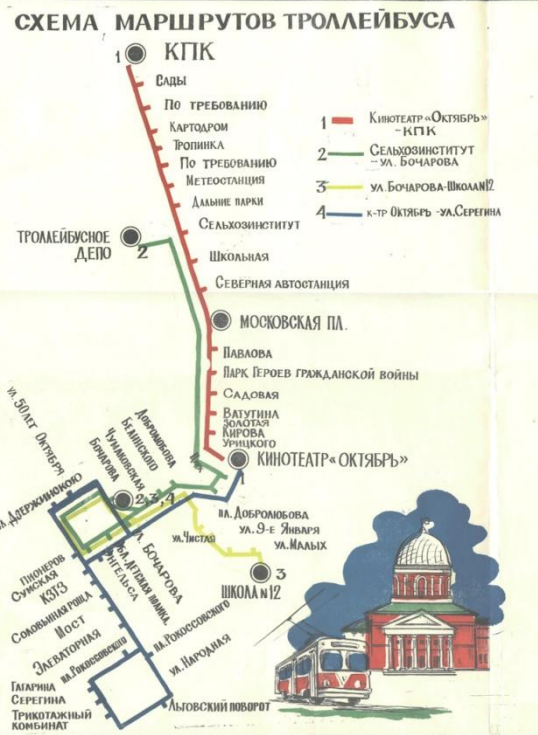 СХЕМА МАРШРУТОВ ТРОЛЛЕЙБУСА
1 КПК
САДЫ
ПО ТРЕБОВАНИЮ
КАРТОДРОМ
ТРОПИНКА
ПО ТРЕБОВАНИЮ
МЕТЕОСТАНЦИЯ
ДАЛЬНИЕ ПАРКИ
СЕЛЬХОЗИНСТИТУТ
ШКОЛЬНАЯ
СЕВЕРНАЯ АВТОСТАНЦИЯ
1 КИНОТЕАТР «ОКТЯБРЬ»
-КПК
2 СЕЛЬХОЗИНСТИТУТ
-УЛ. БОЧАРОВА
3 УЛ. БОЧАРОВА-ШКОЛА №12
4 К-ТР ОКТЯБРЬ -УЛ.СЕРЕГИНА
ТРОЛЛЕЙБУСНОЕ
ДЕПО
2
МОСКОВСКАЯ ПЛ.
ПАВЛОВА
ПАРК ГЕРОЕВ ГРАЖДАНСКОЙ ВОЙНЫ
САДОВАЯ
ВАТУТИНА
ЗОЛОТАЯ
КИРОВА
УРИЦКОГО
КИНОТЕАТР «ОКТЯБРЬ»
1
УЛ. 50 ЛЕТ ОКТЯБРЯ
ДОБРОЛЮБОВА
БЕЛИНСКОГО
ЧУМАКОВСКАЯ
БОЧАРОВА
2,3,4
ДЗЕРЖИНСКОГО
ПЛ. ДОБРОЛЮБОВА
УЛ. 9-Е ЯНВАРЯ
УЛ. МАЛЫХ
УЛ.ЧИСТАЯ
3
ШКОЛА №12
УЛ. БОЧАРОВА
ЭНГЕЛЬСА
ПИОНЕРОВ
СУМСКАЯ
КЗТЗ
СОЛОВЬИНАЯ РОЩА
МОСТ
ЭЛЕВАТОРНАЯ
ПЛ.РОКОССОВСКОГО
ПЛ.РОКОССОВСКОГО
УЛ.НАРОДНАЯ
ГАГАРИНА
СЕРЕГИНА
ТРИКОТАЖНЫЙ
КОМБИНАТ
ЛЬГОВСКИЙ ПОВОРОТ